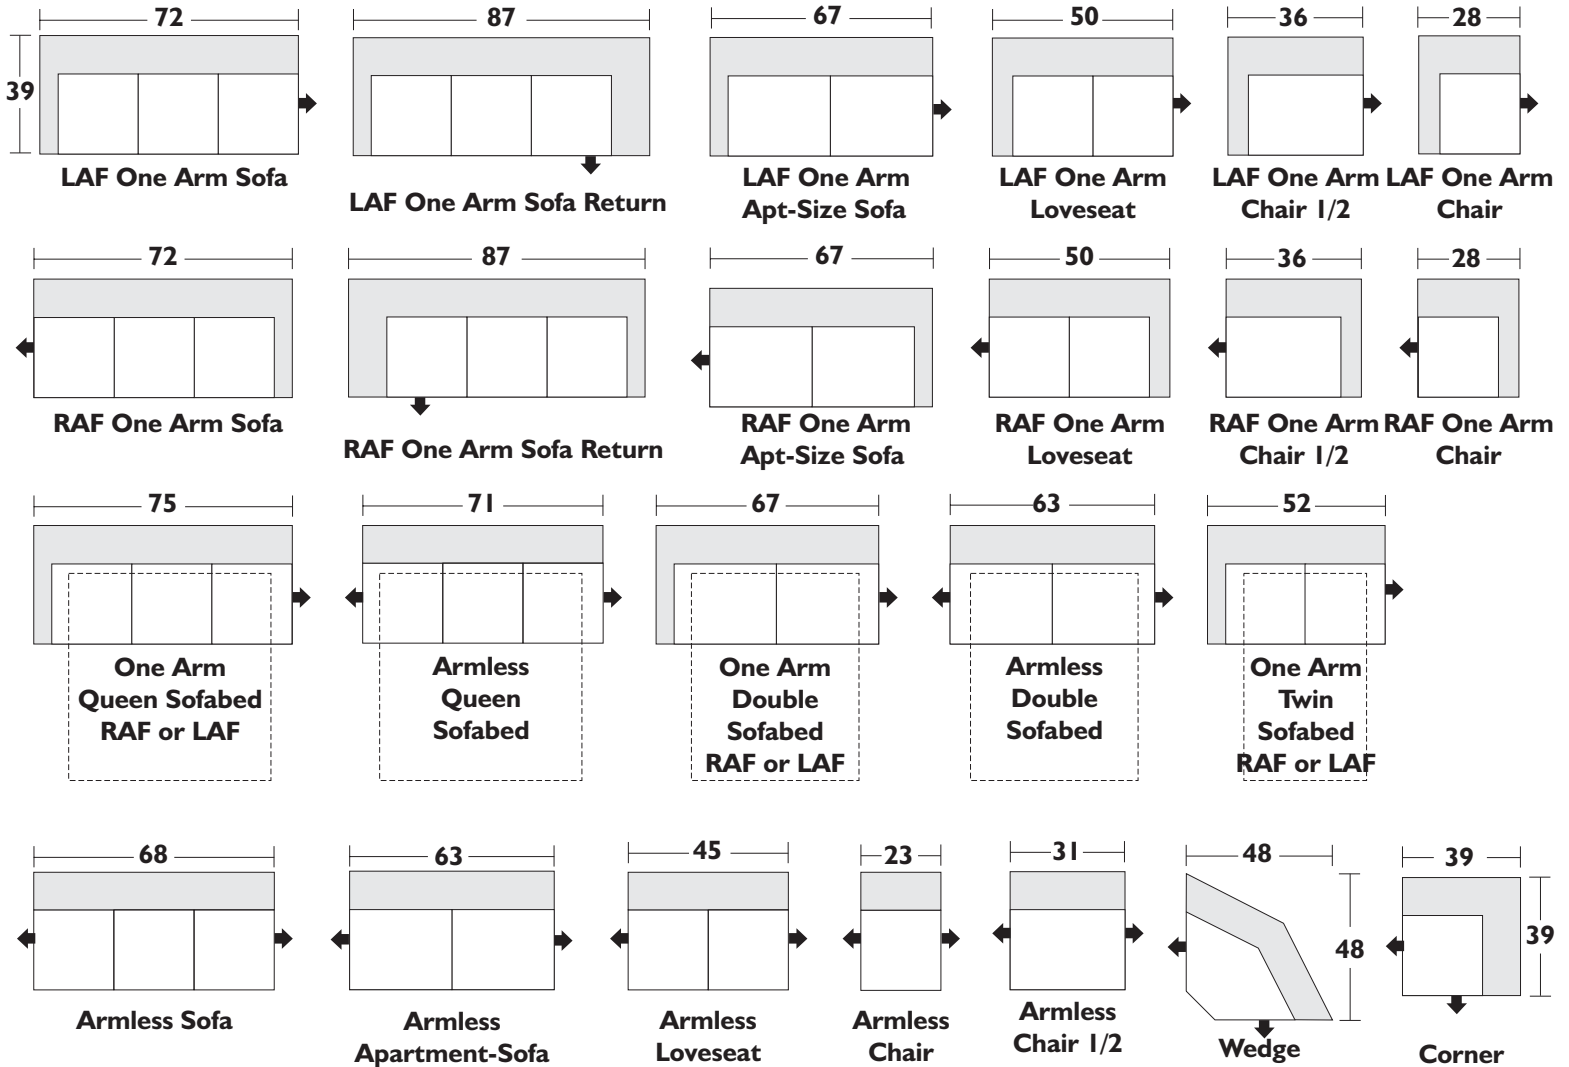 72
87
67
50
36
28
39
LAF One Arm Sofa
LAF One Arm Sofa Return
LAF One Arm
Apt-Size Sofa
LAF One Arm
Loveseat
LAF One Arm
Chair 1/2
LAF One Arm
Chair
72
87
67
50
36
28
RAF One Arm Sofa
RAF One Arm Sofa Return
RAF One Arm
Apt-Size Sofa
RAF One Arm
Loveseat
RAF One Arm
Chair 1/2
RAF One Arm
Chair
75
71
67
63
52
One Arm
Queen Sofabed
RAF or LAF
Armless
Queen
Sofabed
One Arm
Double
Sofabed
RAF or LAF
Armless
Double
Sofabed
One Arm
Twin
Sofabed
RAF or LAF
68
63
45
23
31
48
39
48
39
Armless Sofa
Armless
Apartment-Sofa
Armless
Loveseat
Armless
Chair
Armless
Chair 1/2
Wedge
Corner